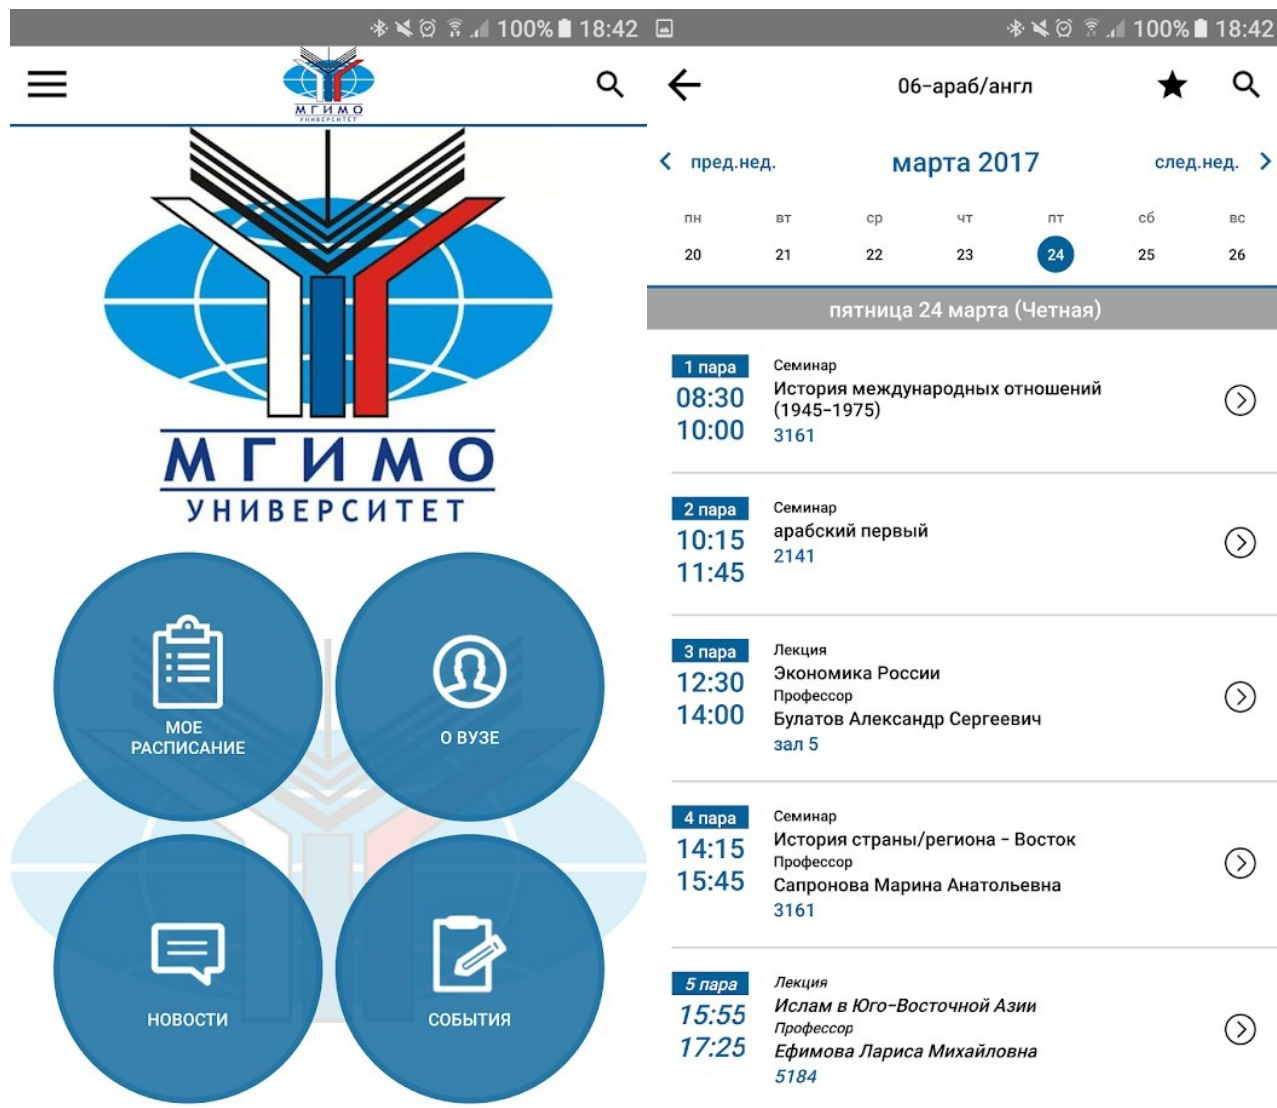 100% 18:42
МГИМО
УНИВЕРСИТЕТ
МГИМО
УНИВЕРСИТЕТ
МОЕ
РАСПИСАНИЕ
О ВУЗЕ
НОВОСТИ
СОБЫТИЯ
100% 18:42
06-араб/англ
пред.нед.
марта 2017
след.нед.
пн вт ср чт пт сб вс
20 21 22 23 24 25 26
пятница 24 марта (Четная)
1 пара
08:30
10:00
Семинар
История международных отношений
(1945-1975)
3161
2 пара
10:15
11:45
Семинар
арабский первый
2141
3 пара
12:30
14:00
Лекция
Экономика России
Профессор
Булатов Александр Сергеевич
зал 5
4 пара
14:15
15:45
Семинар
История страны/региона - Восток
Профессор
Сапронова Марина Анатольевна
3161
5 пара
15:55
17:25
Лекция
Ислам в Юго-Восточной Азии
Профессор
Ефимова Лариса Михайловна
5184